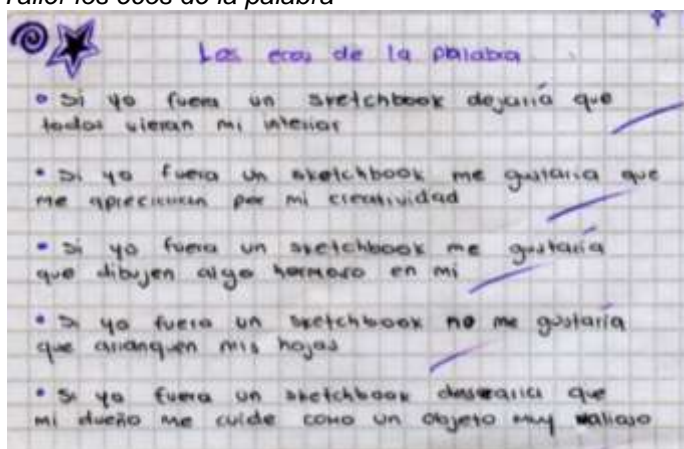 Taller los ecos de la palabra
Los ecos de la palabra
• Si yo fuera un sketchbook dejaría que
todos vieran mi interior
• Si yo fuera un sketchbook me gustaria que
me apreciaran por mi creatividad
• Si yo fuera un sketchbook me gustaría
que dibujen algo hermoso en mi
• Si yo fuera un sketchbook no me gustaría
que arranquen mis hojas
• Si yo fuera un sketchbook desearia que
mi dueño me cuide como un objeto muy valioso